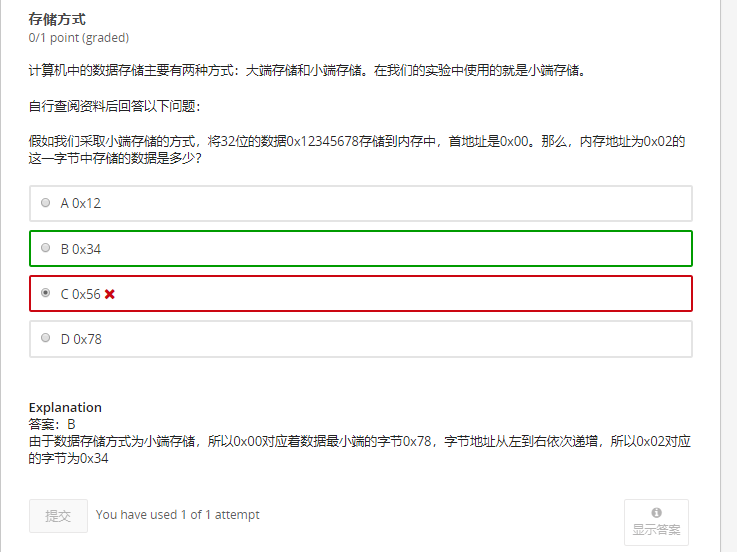 存储方式
0/1 point (graded)
计算机中的数据存储主要有两种方式：大端存储和小端存储。在我们的实验中使用的就是小端存储。
自行查阅资料后回答以下问题：
假如我们采取小端存储的方式，将32位的数据0x12345678存储到内存中，首地址是0x00。那么，内存地址为0x02的
这一字节中存储的数据是多少？
A 0x12
B 0x34
C 0x56 ✖
D 0x78
Explanation
答案：B
由于数据存储方式为小端存储，所以0x00对应着数据最小端的字节0x78，字节地址从左到右依次递增，所以0x02对应
的字节为0x34
提交 You have used 1 of 1 attempt
显示答案